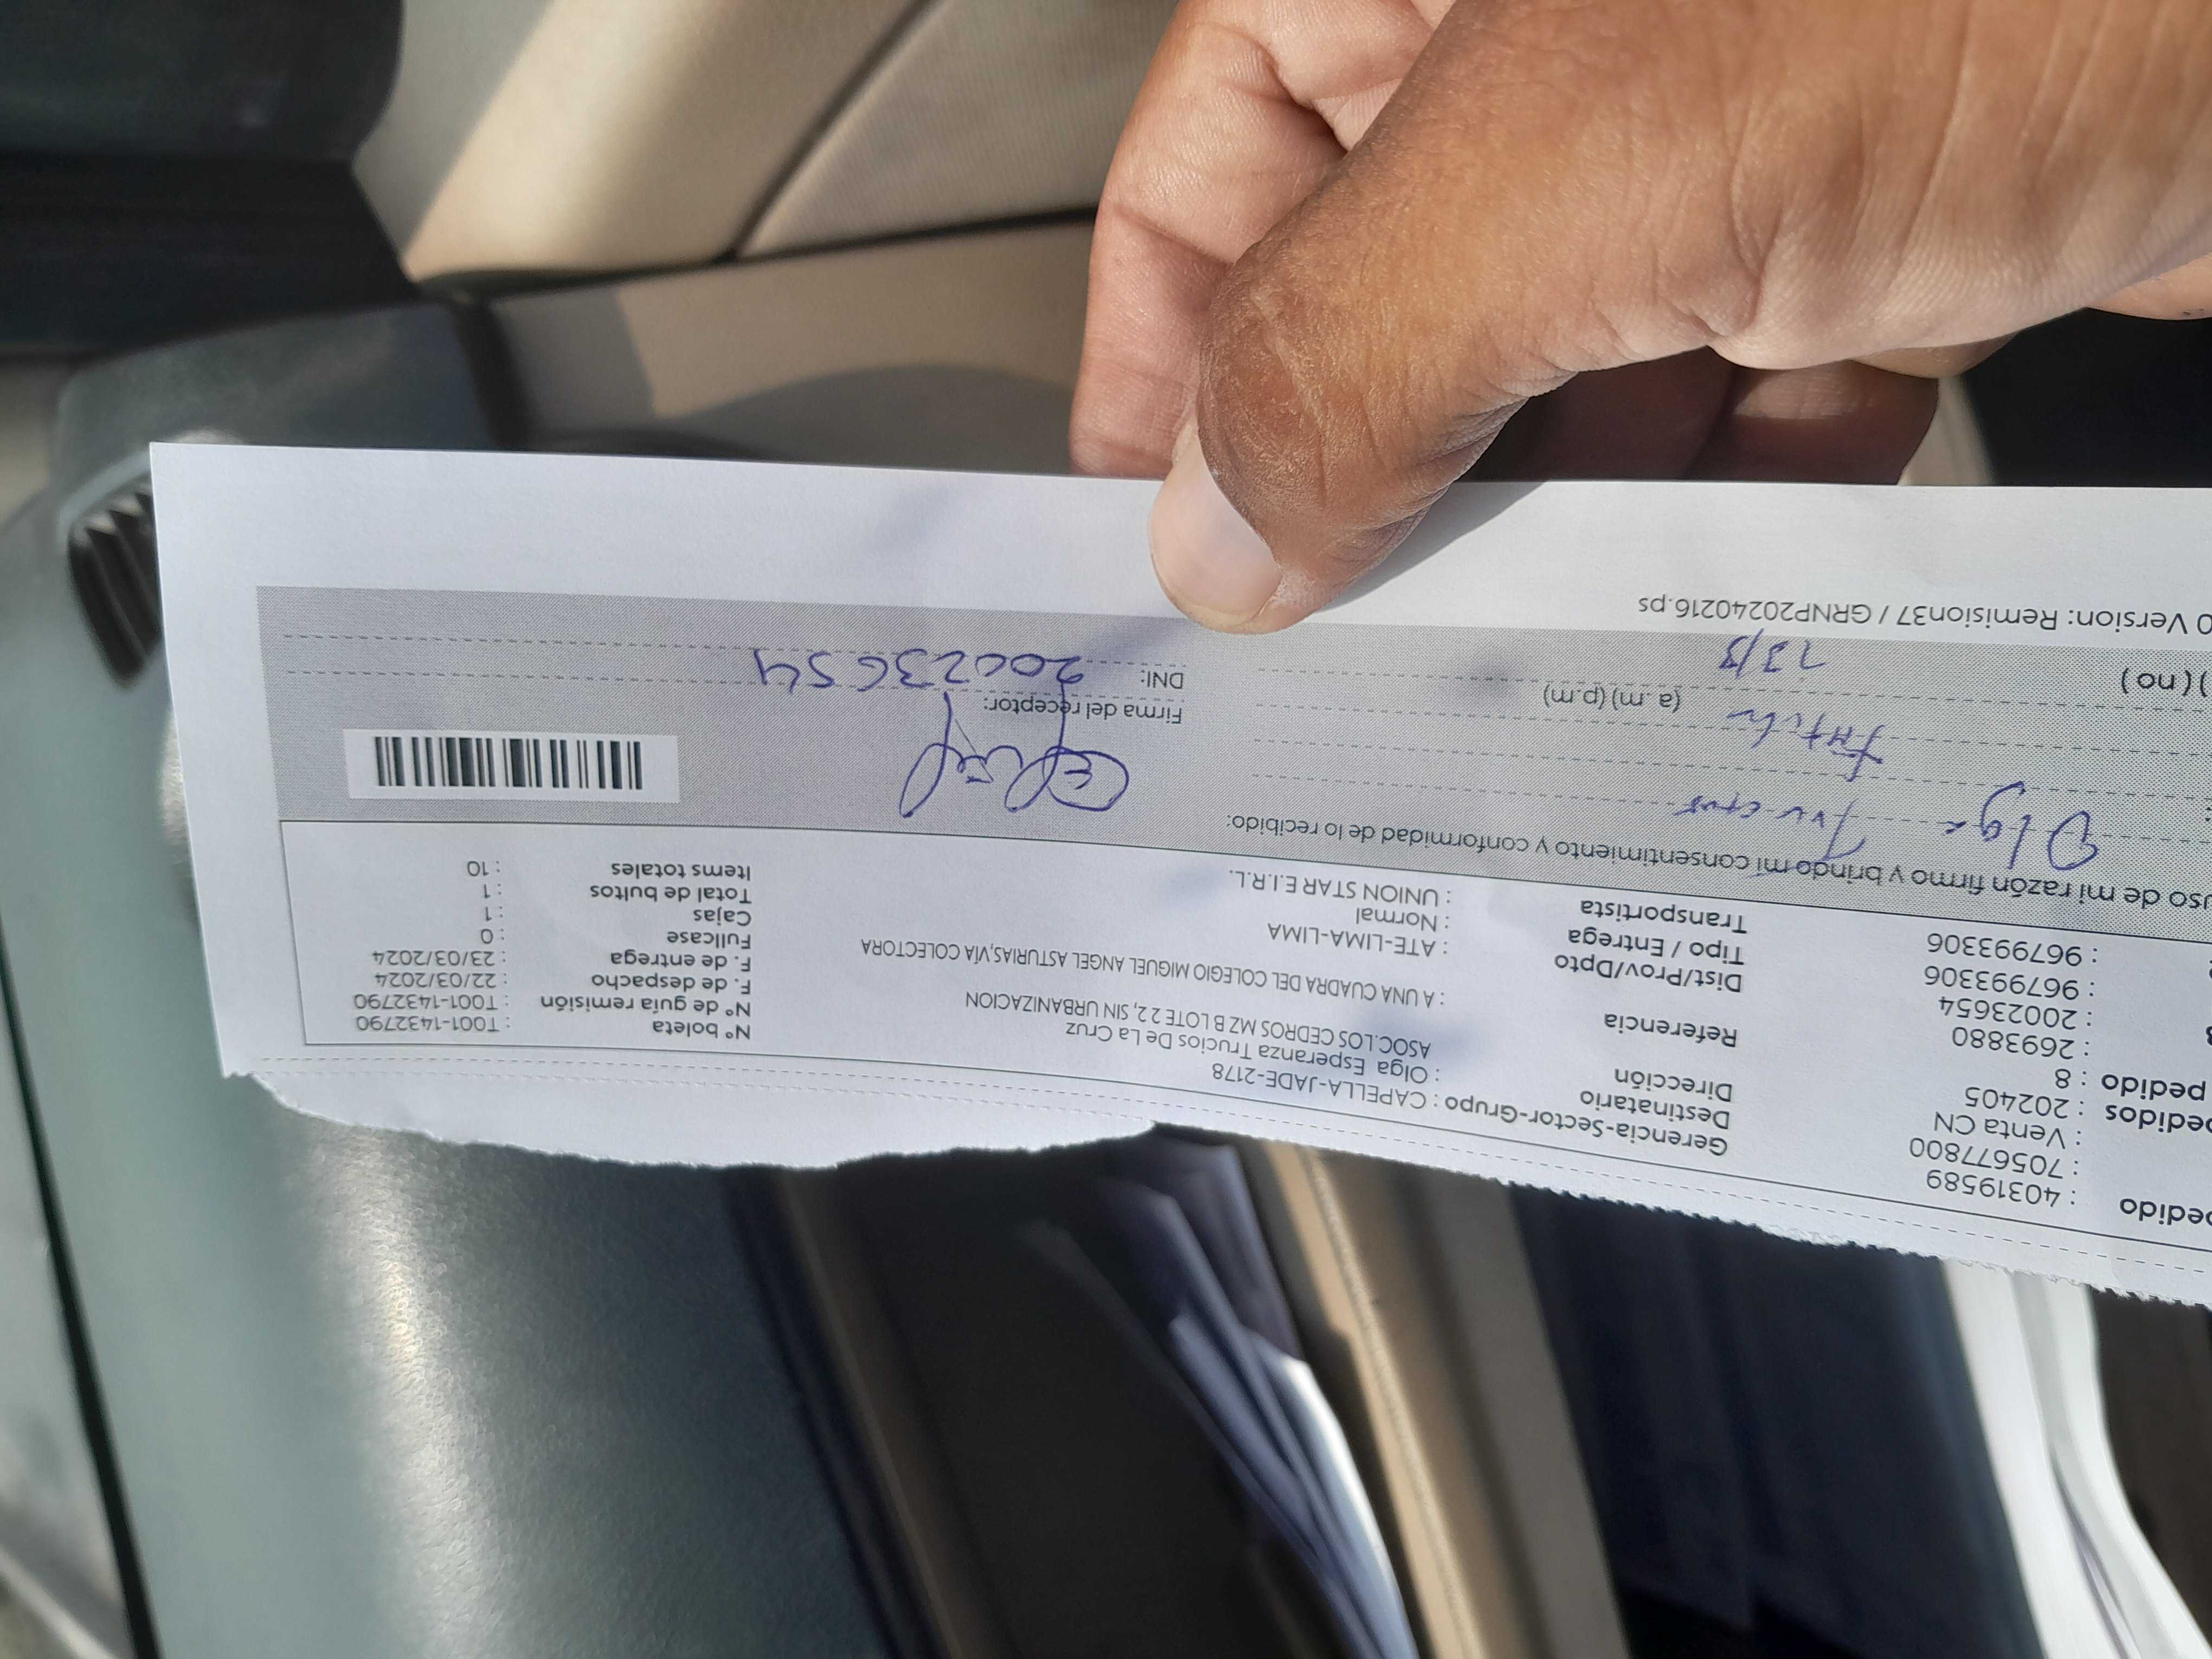 pedido : 40319589
: 705677800
: Venta CN
pedidos : 202405
pedido : 8
: 2693880
: 20023654
: 967993306
: 967993306
Gerencia-Sector-Grupo : CAPELLA-JADE-2178
Destinatario : Olga Esperanza Trucios De La Cruz
Dirección ASOC.LOS CEDROS MZ B LOTE 22, SIN URBANIZACION
Referencia : A UNA CUADRA DEL COLEGIO MIGUEL ANGEL ASTURIAS,VÍA COLECTORA
Dist/Prov/Dpto : ATE-LIMA-LIMA
Tipo / Entrega : Normal
Transportista : UNION STAR E.I.R.L.
N° boleta : T001-1432790
N° de guía remisión : T001-1432790
F. de despacho : 22/03/2024
F. de entrega : 23/03/2024
Fullcase : 0
Cajas : 1
Total de bultos : 1
Items totales : 10
uso de mi razón firmo y brindo mi consentimiento y conformidad de lo recibido:
Olga
(a. m) (p.m)
) ( no )
Firma del receptor:
DNI: 20023654
0 Version: Remision37 / GRNP20240216.ps